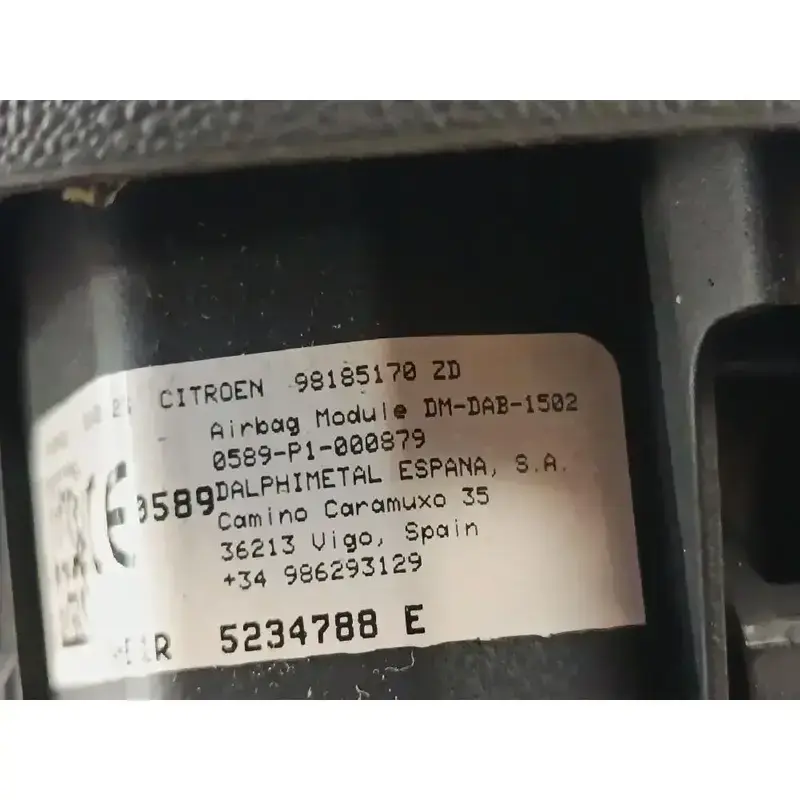 CITROEN 98185170 ZD
Airbag Module DM-DAB-1502
0589-P1-000879
CE 0589 DALPHIMETAL ESPANA, S.A.
Camino Caramuxo 35
36213 Vigo, Spain
+34 986293129
5234788 E